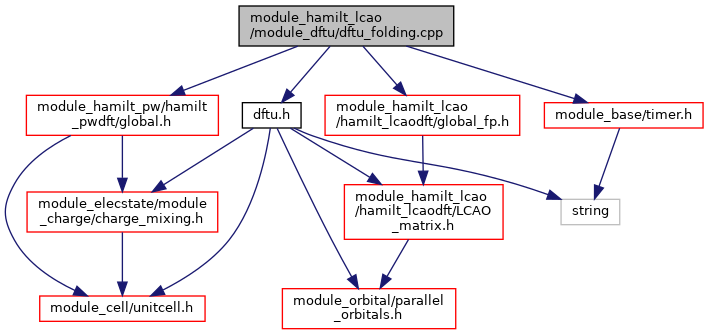 module_hamilt_lcao
/module_dftu/dftu_folding.cpp
module_hamilt_pw/hamilt
_pwdft/global.h
dftu.h
module_hamilt_lcao
/hamilt_lcaodft/global_fp.h
module_base/timer.h
module_elecstate/module
_charge/charge_mixing.h
module_hamilt_lcao
/hamilt_lcaodft/LCAO
_matrix.h
string
module_cell/unitcell.h
module_orbital/parallel
_orbitals.h